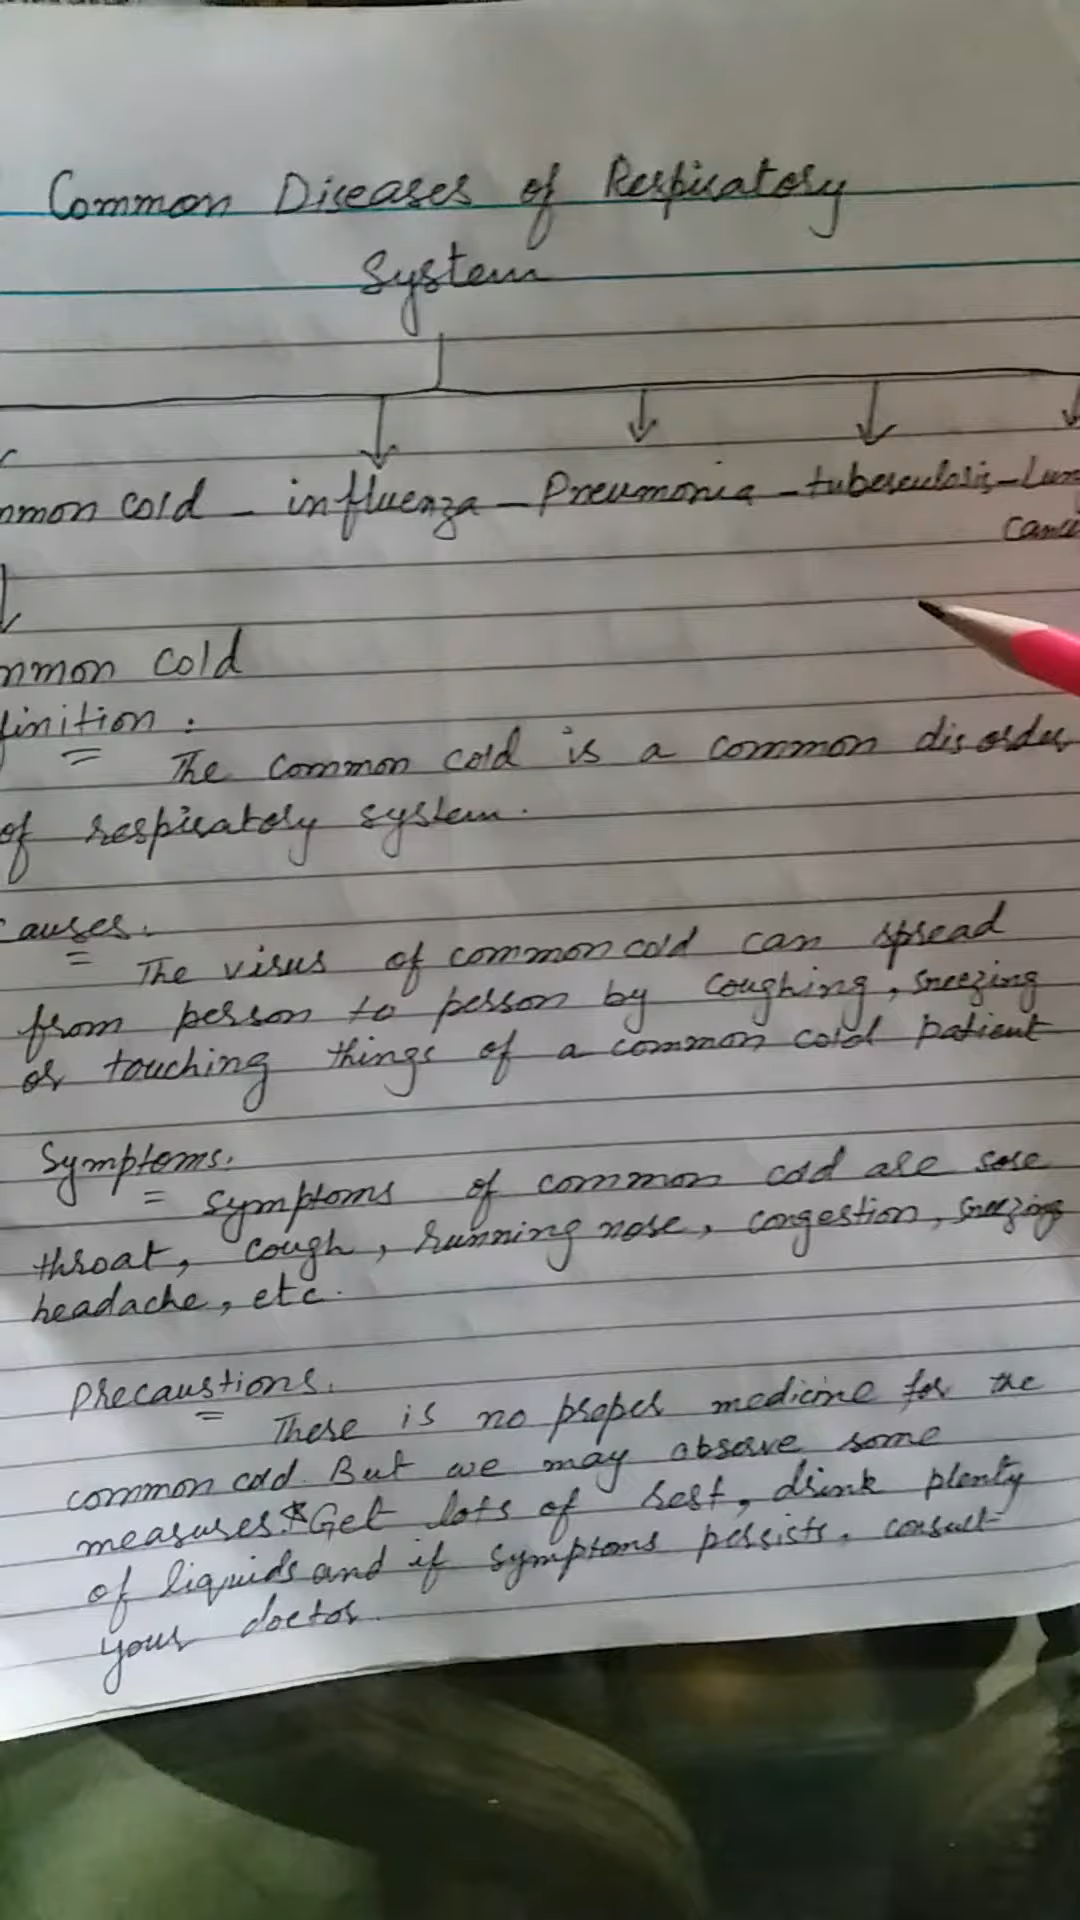 Common Diseases of Respiratory
System
mmon cold - influenza - Pneumonia - tuberculosis - Lun
Cance
mmon cold
finition :
= The common cold is a common disorder
of respiratory system.
causes.
= The virus of common cold can spread
from person to person by coughing, sneezing
or touching things of a common cold patient
Symptoms.
= symptoms of common cold are sore
throat, cough, running nose, congestion, sneezing
headache, etc.
Precaustions.
= There is no proper medicine for the
common cold. But we may observe some
measures. * Get lots of rest, drink plenty
of liquids and if symptoms persists, consult
your doctor.